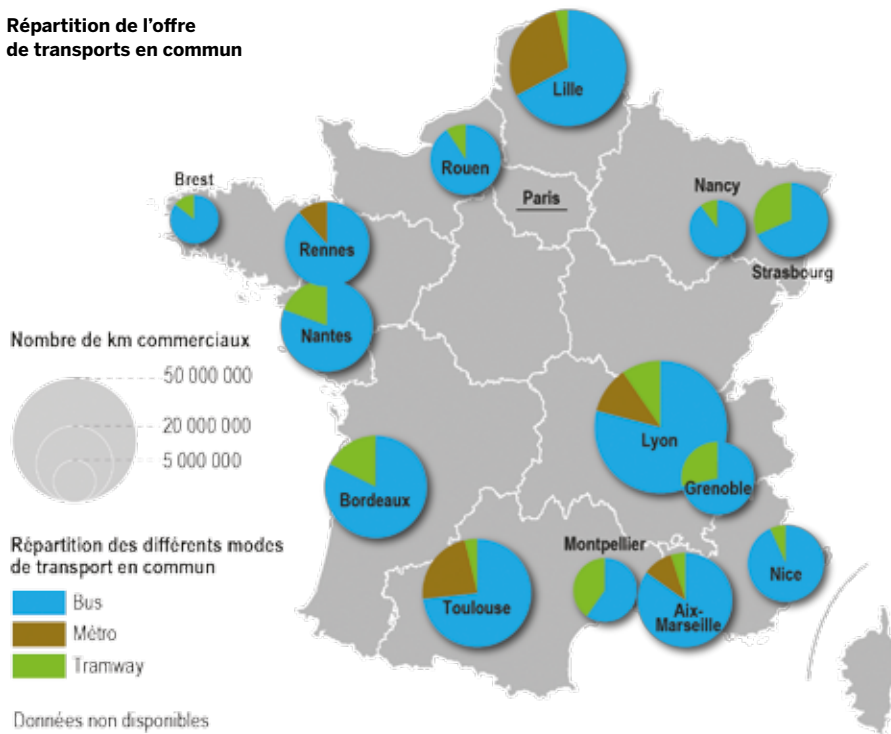 Répartition de l’offre
de transports en commun
Lille
Rouen
Paris
Brest
Nancy
Strasbourg
Rennes
Nantes
Nombre de km commerciaux
50 000 000
20 000 000
5 000 000
Lyon
Grenoble
Bordeaux
Répartition des différents modes
de transport en commun
Bus
Métro
Tramway
Montpellier
Nice
Toulouse
Aix-
Marseille
Données non disponibles